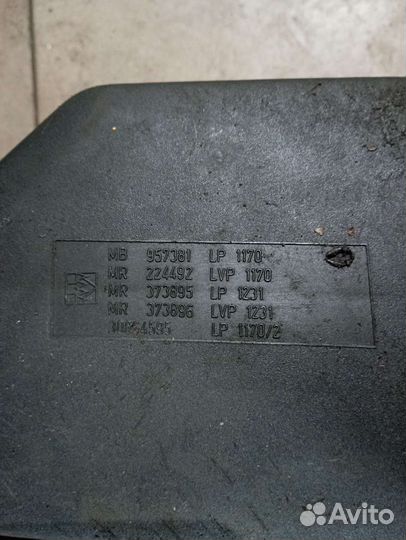 MB 957381 LP 1170
MR 224492 LVP 1170
MR 373895 LP 1231
MR 373896 LVP 1231
LP 1170/2
Avito